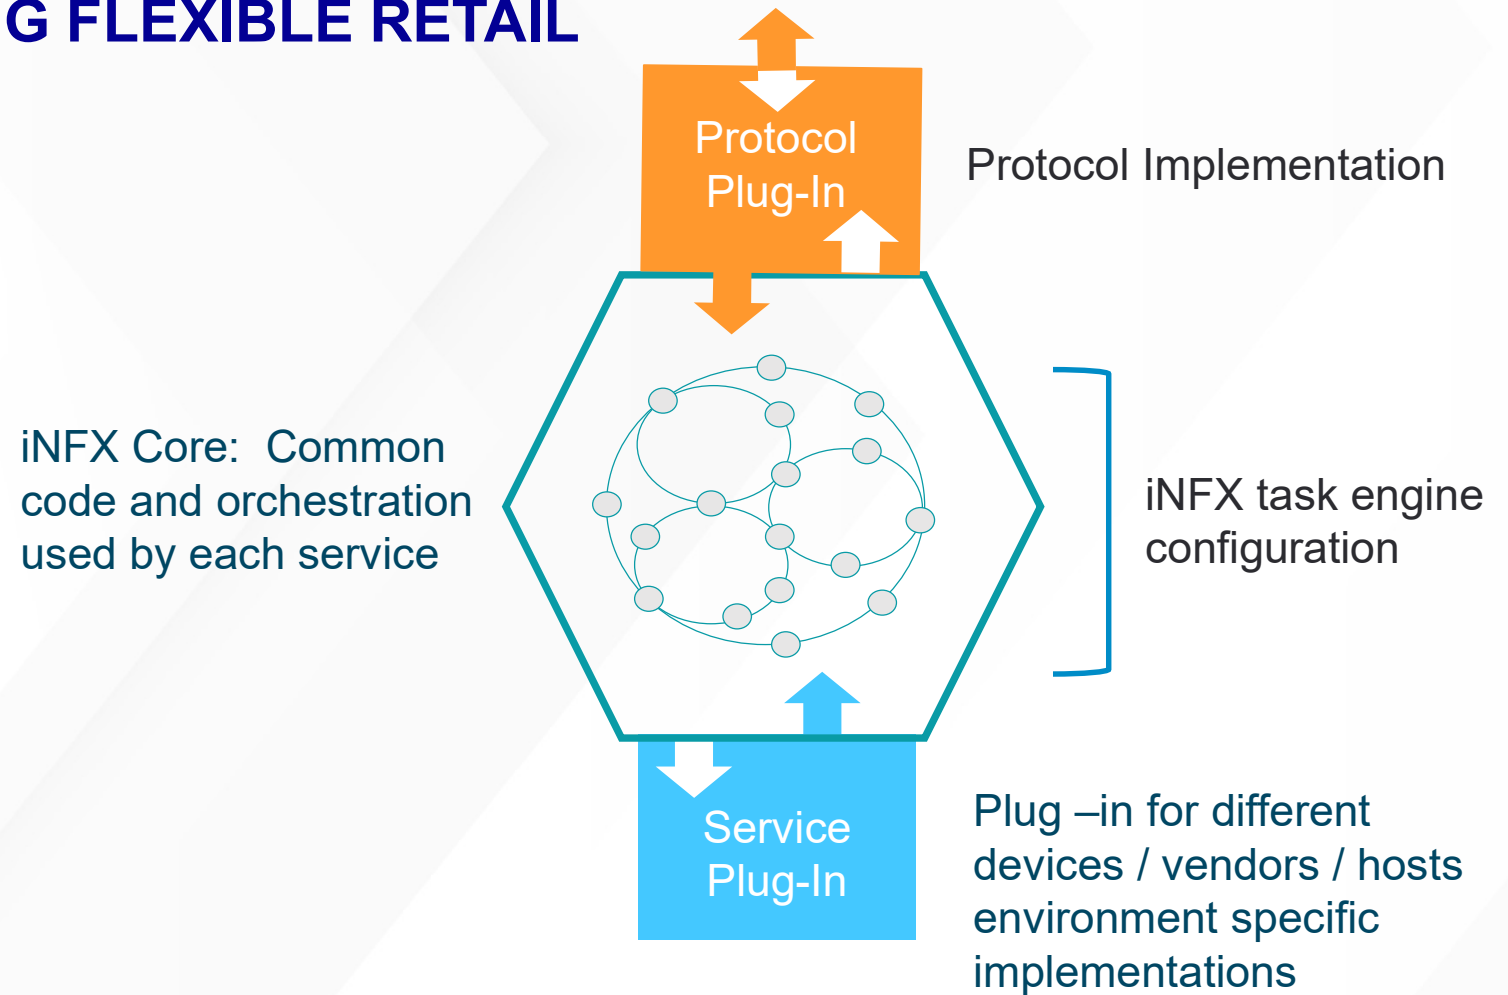 G FLEXIBLE RETAIL
Protocol
Plug-In
Protocol Implementation
iNFX Core:  Common
code and orchestration
used by each service
iNFX task engine
configuration
Service
Plug-In
Plug –in for different
devices / vendors / hosts
environment specific
implementations